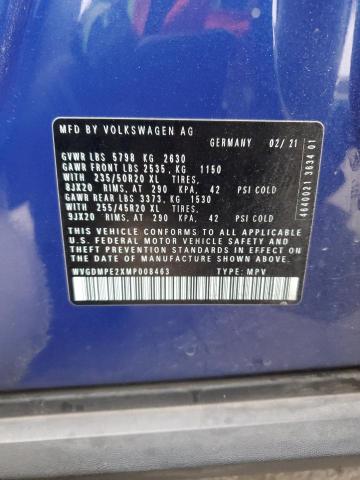 MFD BY VOLKSWAGEN AG
GERMANY 02/21
GVWR LBS 5798 KG 2630
GAWR FRONT LBS 2535, KG 1150
WITH 235/50R20 XL TIRES,
8JX20 RIMS, AT 290 KPA, 42 PSI COLD
GAWR REAR LBS 3373, KG 1530
WITH 255/45R20 XL TIRES,
9JX20 RIMS, AT 290 KPA, 42 PSI COLD
THIS VEHICLE CONFORMS TO ALL APPLICABLE
U.S. FEDERAL MOTOR VEHICLE SAFETY AND
THEFT PREVENTION STANDARDS IN EFFECT ON
THE DATE OF MANUFACTURE SHOWN ABOVE.
WVGDMPE2XMP008463 TYPE: MPV
4640021 3634 01